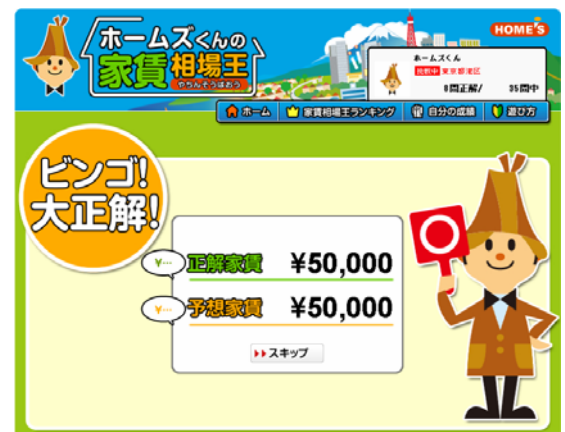 ホームズくんの
家賃相場王
やちんそうばおう
HOME'S
ホームズくん
挑戦中 東京都港区
8問正解/ 35問中
ホーム
家賃相場王ランキング
自分の成績
遊び方
ビンゴ!
大正解!
¥… 正解家賃 ¥50,000
¥… 予想家賃 ¥50,000
スキップ